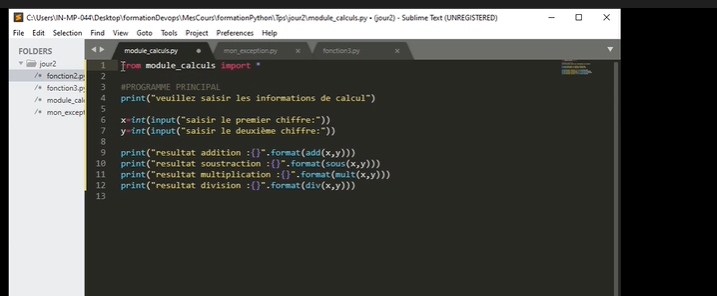 C:\Users\IN-MP-044\Desktop\formationDevops\MesCours\formationPython\Tps\jour2\module_calculs.py • (jour2) - Sublime Text (UNREGISTERED)
File Edit Selection Find View Goto Tools Project Preferences Help
FOLDERS
jour2
/* fonction2.py
/* fonction3.py
/* module_cal
/* mon_except
module_calculs.py mon_exception.py fonction3.py
1 from module_calculs import *
2
3 #PROGRAMME PRINCIPAL
4 print("veuillez saisir les informations de calcul")
5
6 x=int(input("saisir le premier chiffre:"))
7 y=int(input("saisir le deuxième chiffre:"))
8
9 print("resultat addition :{}".format(add(x,y)))
10 print("resultat soustraction :{}".format(sous(x,y)))
11 print("resultat multiplication :{}".format(mult(x,y)))
12 print("resultat division :{}".format(div(x,y)))
13